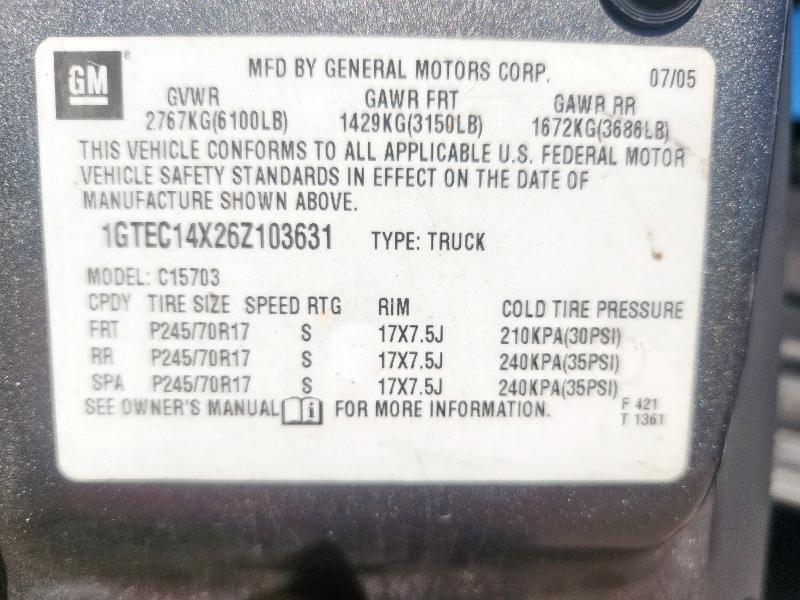 GM
MFD BY GENERAL MOTORS CORP. 07/05
GVWR GAWR FRT GAWR RR
2767KG(6100LB) 1429KG(3150LB) 1672KG(3686LB)
THIS VEHICLE CONFORMS TO ALL APPLICABLE U.S. FEDERAL MOTOR
VEHICLE SAFETY STANDARDS IN EFFECT ON THE DATE OF
MANUFACTURE SHOWN ABOVE.
1GTEC14X26Z103631 TYPE: TRUCK
MODEL: C15703
CPDY TIRE SIZE SPEED RTG RIM COLD TIRE PRESSURE
FRT P245/70R17 S 17X7.5J 210KPA(30PSI)
RR P245/70R17 S 17X7.5J 240KPA(35PSI)
SPA P245/70R17 S 17X7.5J 240KPA(35PSI)
SEE OWNER'S MANUAL FOR MORE INFORMATION. F 421
T 1361